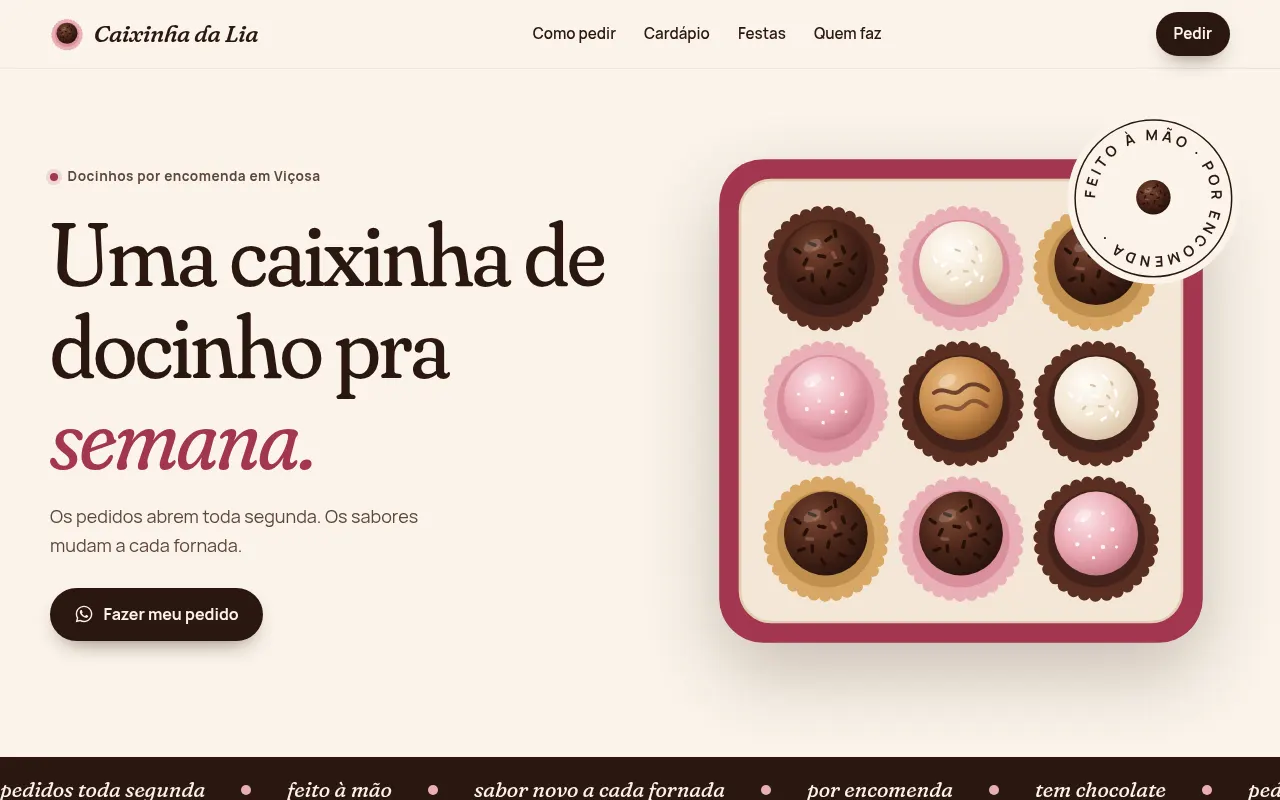 Caixinha da Lia
Como pedir
Cardápio
Festas
Quem faz
Pedir
Docinhos por encomenda em Viçosa
Uma caixinha de
docinho pra
semana.
Os pedidos abrem toda segunda. Os sabores
mudam a cada fornada.
Fazer meu pedido
FEITO À MÃO · POR ENCOMENDA ·
pedidos toda segunda
feito à mão
sabor novo a cada fornada
por encomenda
tem chocolate